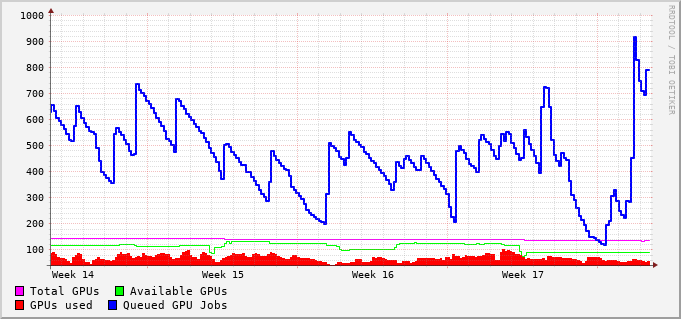 1000
900
800
700
600
500
400
300
200
100
Week 14 Week 15 Week 16 Week 17
Total GPUs Available GPUs
GPUs used Queued GPU Jobs
RRDTOOL / TOBI OETIKER